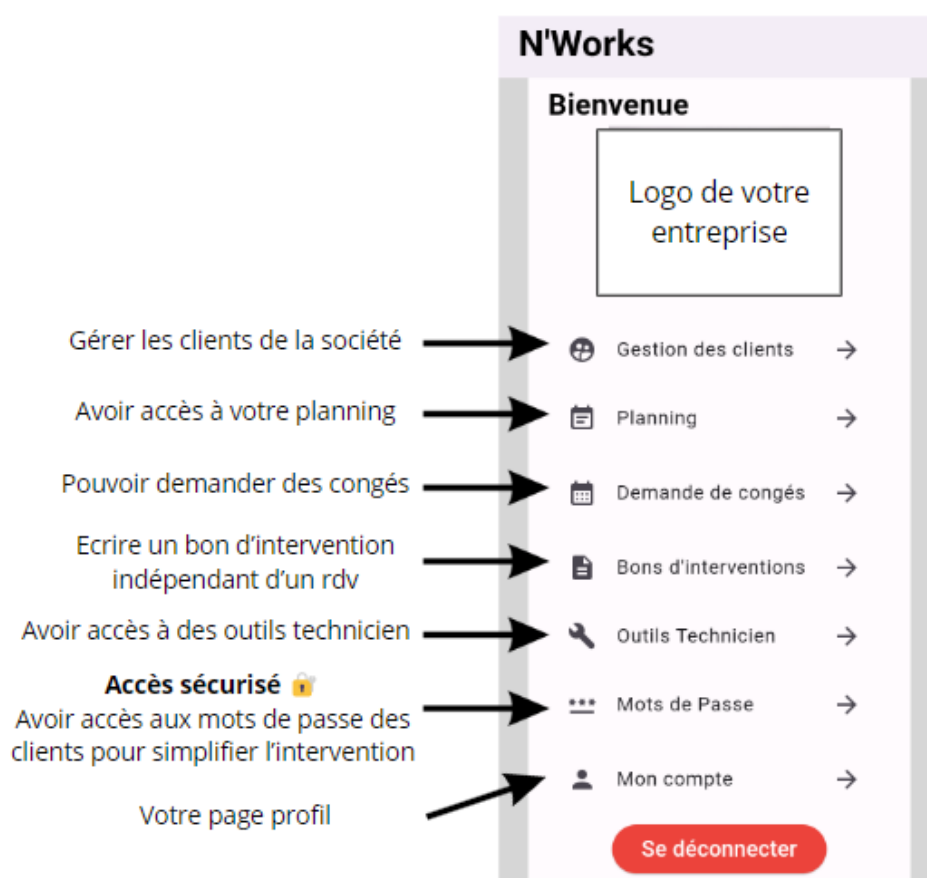 N'Works
Bienvenue
Logo de votre
entreprise
Gérer les clients de la société
Gestion des clients
Avoir accès à votre planning
Planning
Pouvoir demander des congés
Demande de congés
Ecrire un bon d'intervention
indépendant d'un rdv
Bons d'interventions
Avoir accès à des outils technicien
Outils Technicien
Accès sécurisé 🔐
Avoir accès aux mots de passe des
clients pour simplifier l'intervention
Mots de Passe
Votre page profil
Mon compte
Se déconnecter